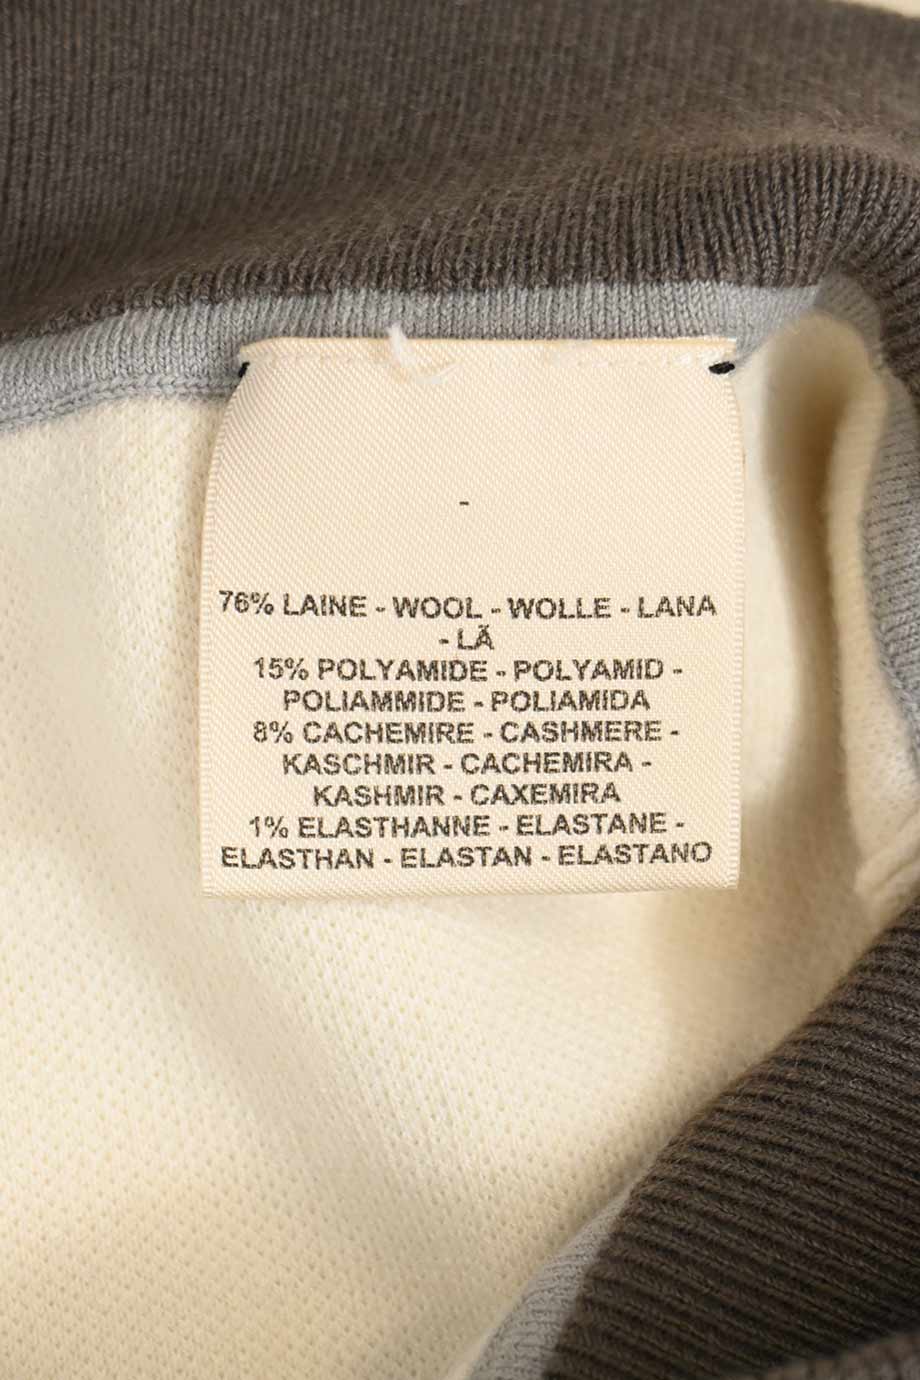 -
76% LAINE - WOOL - WOLLE - LANA
- LÃ
15% POLYAMIDE - POLYAMID -
POLIAMMIDE - POLIAMIDA
8% CACHEMIRE - CASHMERE -
KASCHMIR - CACHEMIRA -
KASHMIR - CAXEMIRA
1% ELASTHANNE - ELASTANE -
ELASTHAN - ELASTAN - ELASTANO